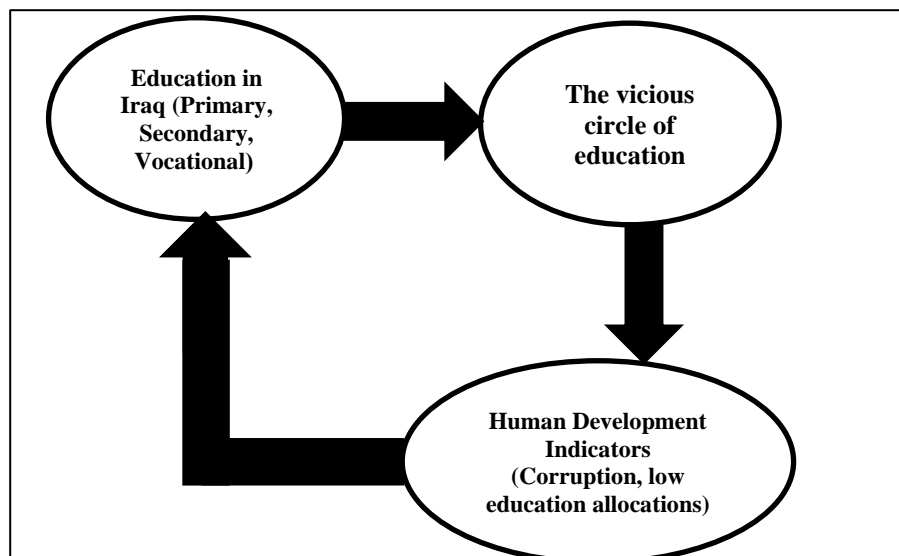 Education in
Iraq (Primary,
Secondary,
Vocational)
The vicious
circle of
education
Human Development
Indicators
(Corruption, low
education allocations)